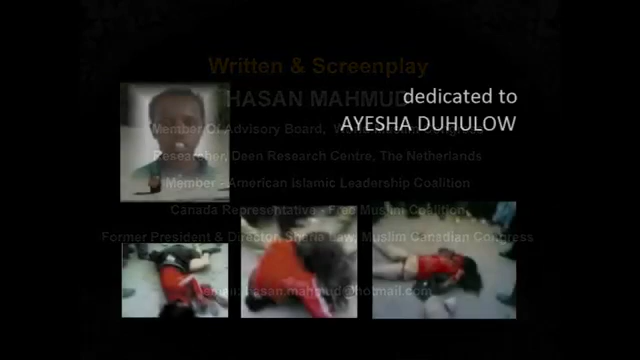 Written & Screenplay
HASAN MAHMUD
dedicated to
AYESHA DUHULOW
Member Of Advisory Board,
Researcher, Deen Research Centre, The Netherlands
Member - American Islamic Leadership Coalition
Canada Representative - Free Muslim Coalition
Former President & Director, Sharia Law, Muslim Canadian Congress
hasan.mahmud@hotmail.com